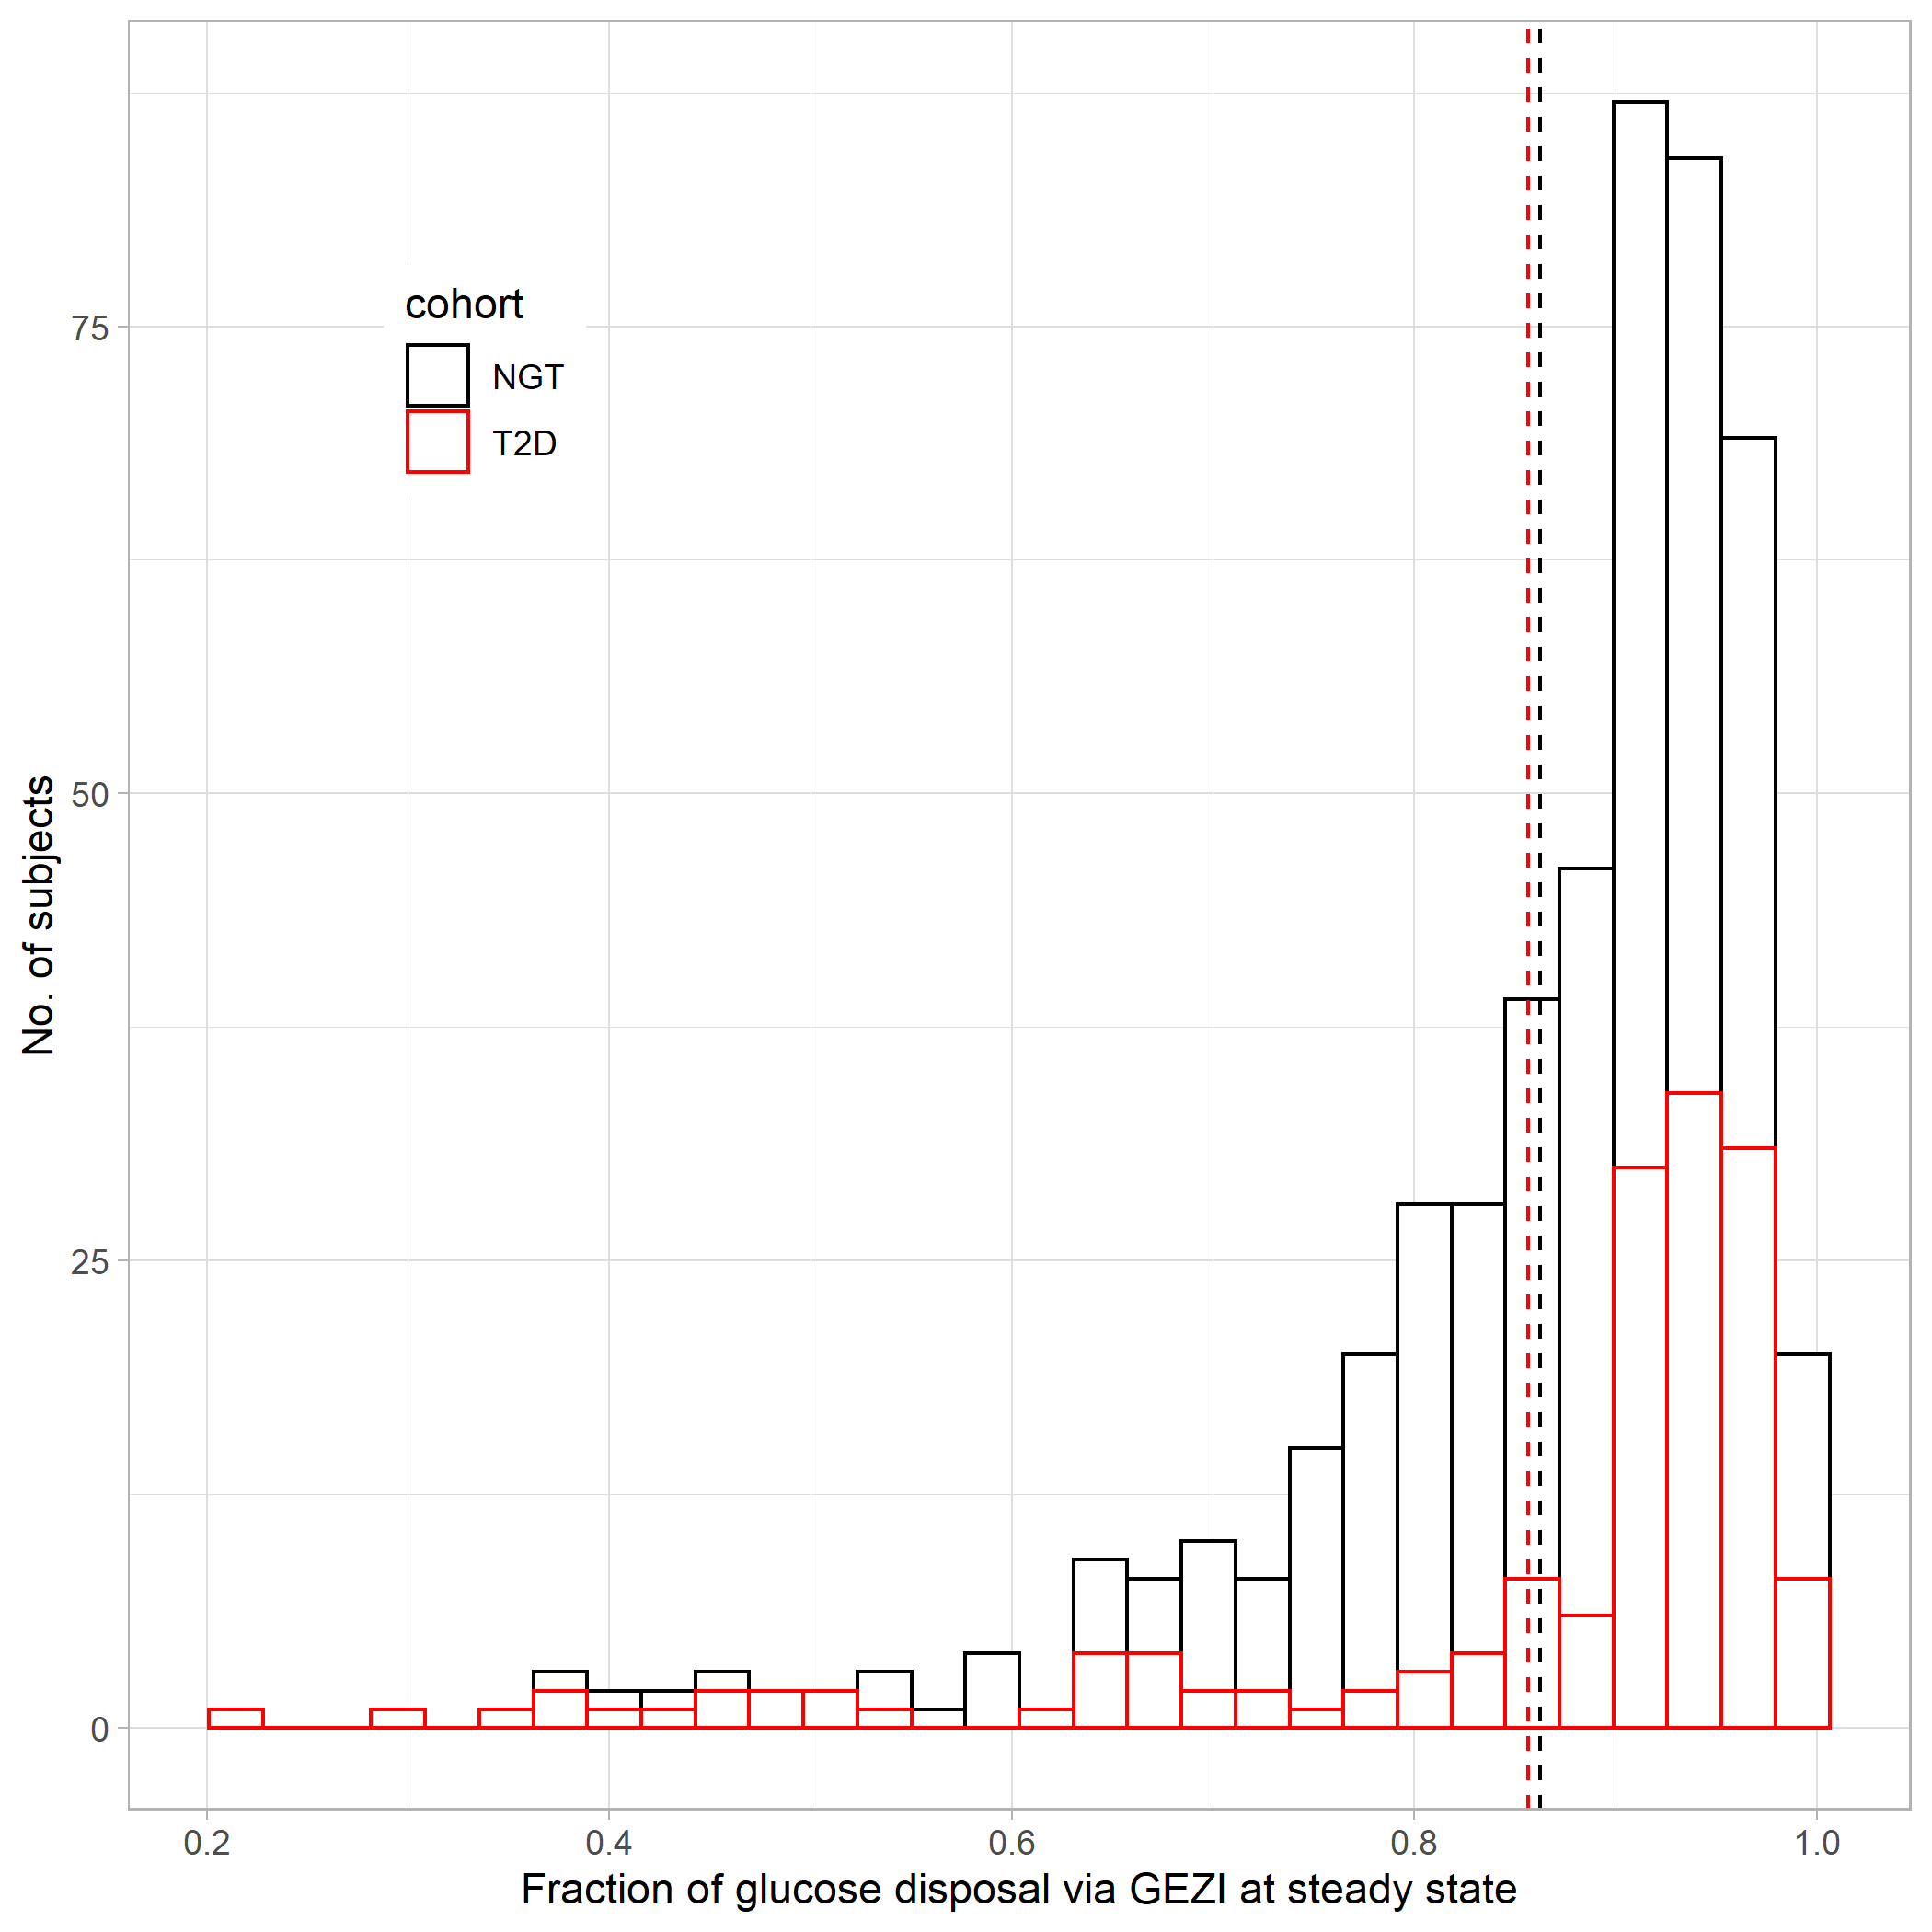 cohort
NGT
T2D
75
50
25
0
No. of subjects
0.2 0.4 0.6 0.8 1.0
Fraction of glucose disposal via GEZI at steady state